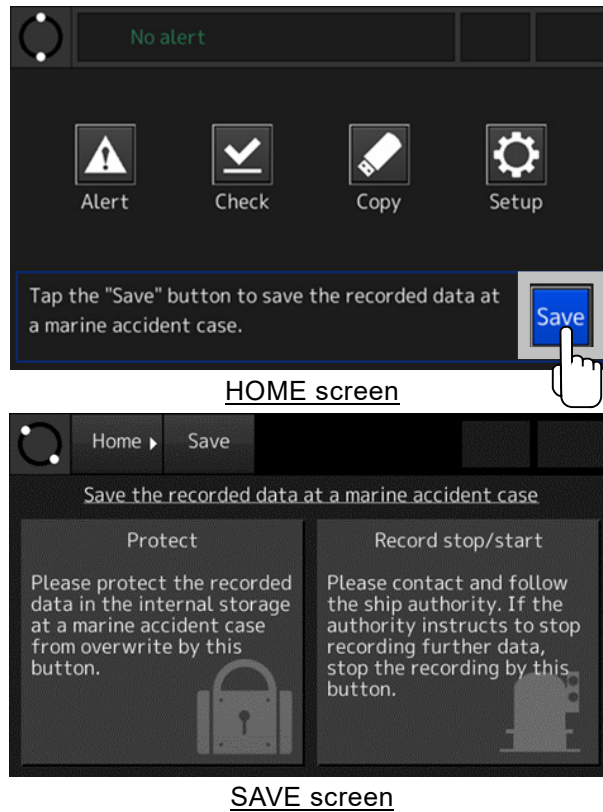 No alert
Alert Check Copy Setup
Tap the "Save" button to save the recorded data at
a marine accident case.
Save
HOME screen
Home Save
Save the recorded data at a marine accident case
Protect
Please protect the recorded
data in the internal storage
at a marine accident case
from overwrite by this
button.
Record stop/start
Please contact and follow
the ship authority. If the
authority instructs to stop
recording further data,
stop the recording by this
button.
SAVE screen